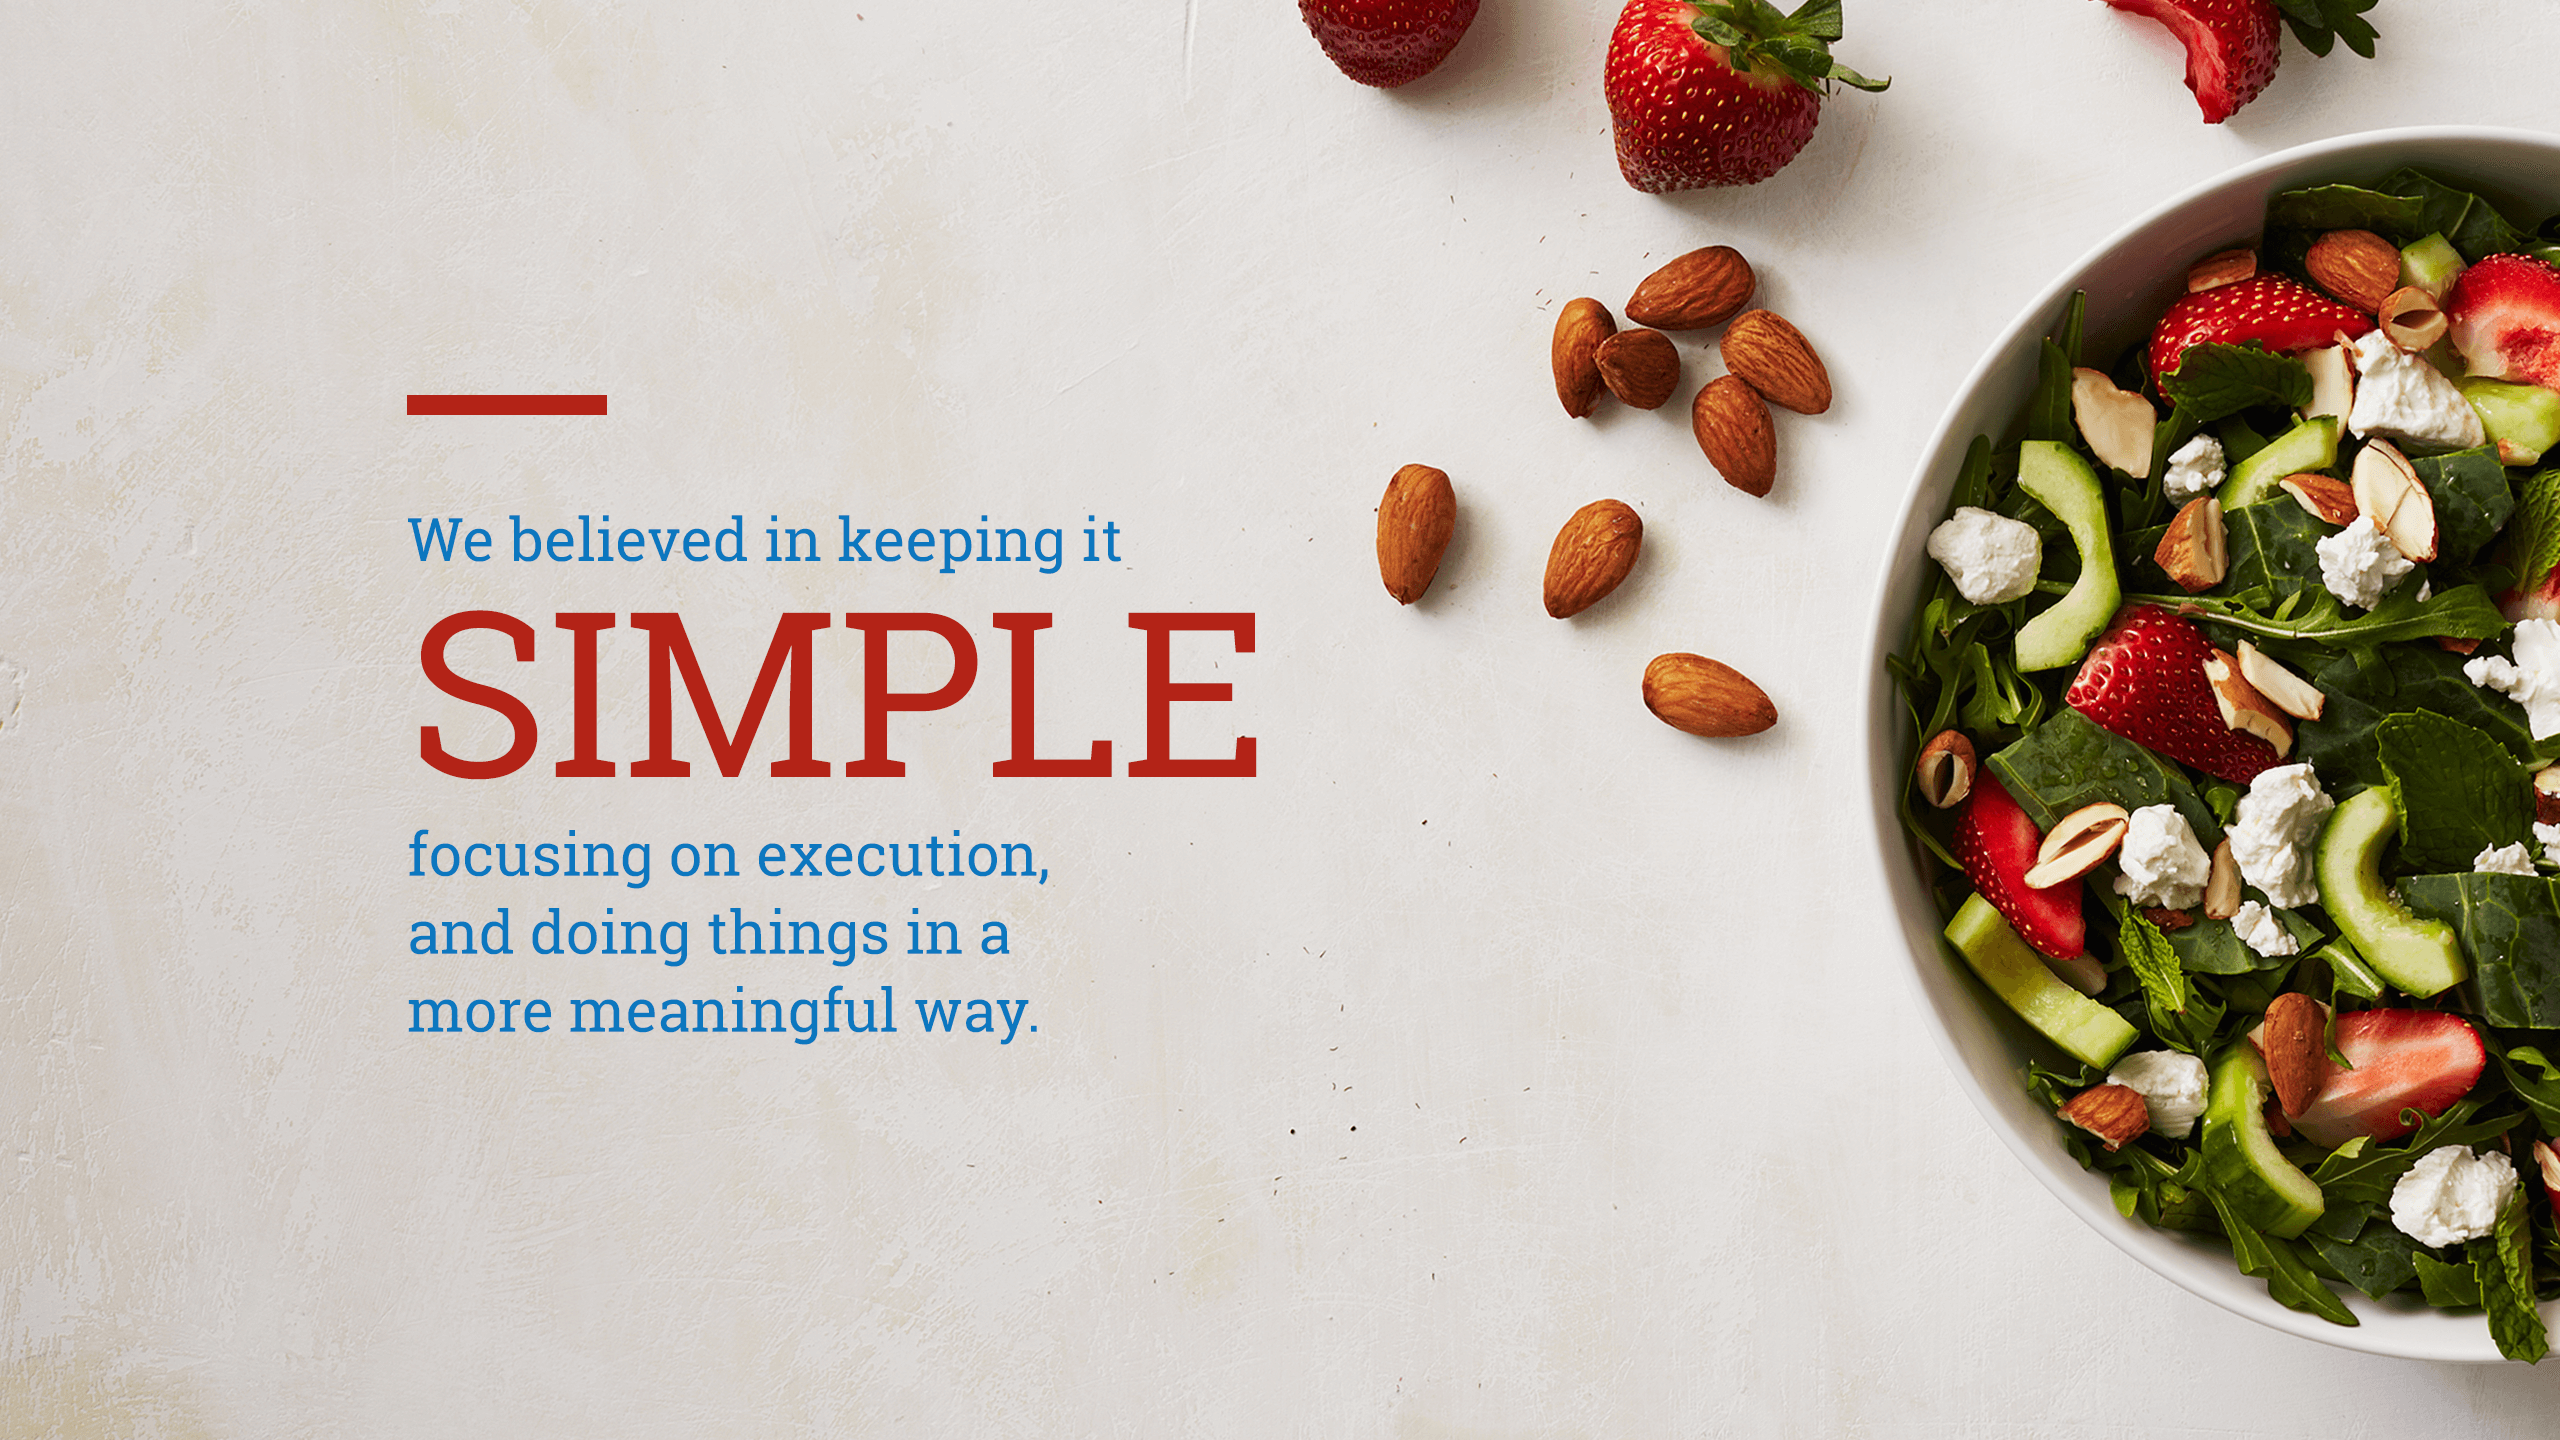 We believed in keeping it
SIMPLE
focusing on execution,
and doing things in a
more meaningful way.